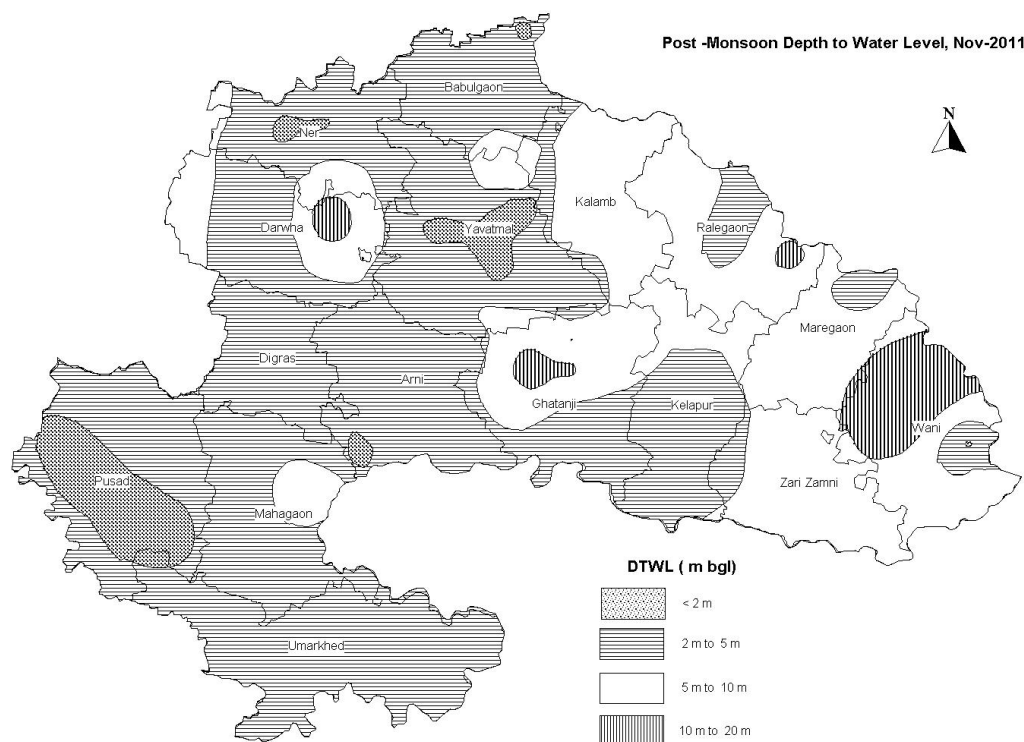 Post -Monsoon Depth to Water Level, Nov-2011
N
Babulgaon
Ner
Kalamb
Darwha
Yavatmal
Ralegaon
Maregaon
Digras
Arni
Ghatanji
Kelapur
Wani
Pusad
Mahagaon
Zari Zamni
Umarkhed
DTWL ( m bgl)
< 2 m
2 m to 5 m
5 m to 10 m
10 m to 20 m